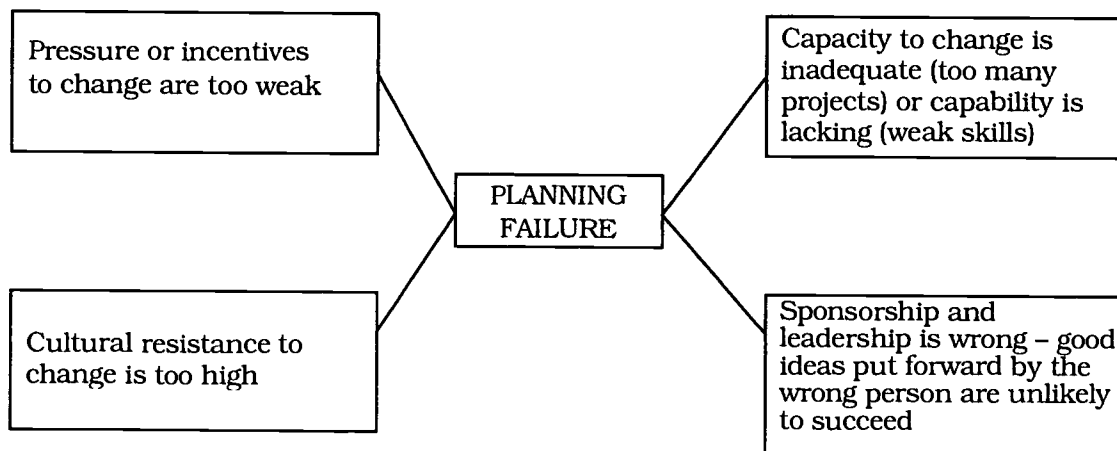 Pressure or incentives
to change are too weak
Capacity to change is
inadequate (too many
projects) or capability is
lacking (weak skills)
PLANNING
FAILURE
Cultural resistance to
change is too high
Sponsorship and
leadership is wrong – good
ideas put forward by the
wrong person are unlikely
to succeed